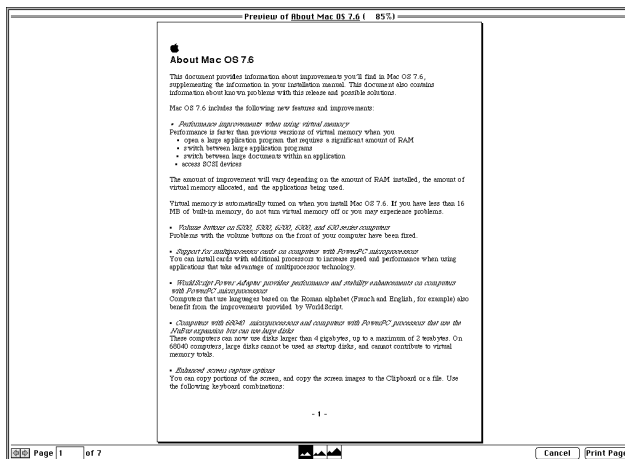 Preview of About Mac OS 7.6 ( 85%)
About Mac OS 7.6
This document provides information about improvements you'll find in Mac OS 7.6,
supplementing the information in your installation manual. This document also contains
information about known problems with this release and possible solutions.
Mac OS 7.6 includes the following new features and improvements:
• Performance improvements when using virtual memory
Performance is faster than previous versions of virtual memory when you
• open a large application program that requires a significant amount of RAM
• switch between large application programs
• switch between large documents within an application
• access SCSI devices
The amount of improvement will vary depending on the amount of RAM installed, the amount of
virtual memory allocated, and the applications being used.
Virtual memory is automatically turned on when you install Mac OS 7.6. If you have less than 16
MB of built-in memory, do not turn virtual memory off or you may experience problems.
• Volume buttons on 5200, 5300, 6200, 6300, and 630 series computers
Problems with the volume buttons on the front of your computer have been fixed.
• Support for multiprocessor cards on computers with PowerPC microprocessors
You can install cards with additional processors to increase speed and performance when using
applications that take advantage of multiprocessor technology.
• WorldScript Power Adapter provides performance and stability enhancements on computers
with PowerPC microprocessors
Computers that use languages based on the Roman alphabet (French and English, for example) also
benefit from the improvements provided by WorldScript.
• Computers with 68040 microprocessors and computers with PowerPC processors that use the
NuBus expansion bus can use large disks
These computers can now use disks larger than 4 gigabytes, up to a maximum of 2 terabytes. On
68040 computers, large disks cannot be used as startup disks, and cannot contribute to virtual
memory totals.
• Enhanced screen capture options
You can copy portions of the screen, and copy the screen images to the Clipboard or a file. Use
the following keyboard combinations:
- 1 -
Page 1 of 7
Cancel
Print Page